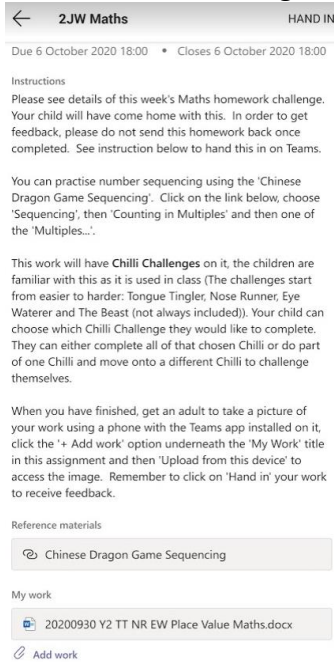 2JW Maths HAND IN
Due 6 October 2020 18:00 • Closes 6 October 2020 18:00
Instructions
Please see details of this week's Maths homework challenge.
Your child will have come home with this. In order to get
feedback, please do not send this homework back once
completed. See instruction below to hand this in on Teams.
You can practise number sequencing using the 'Chinese
Dragon Game Sequencing'. Click on the link below, choose
'Sequencing', then 'Counting in Multiples' and then one of
the 'Multiples...'.
This work will have Chilli Challenges on it, the children are
familiar with this as it is used in class (The challenges start
from easier to harder: Tongue Tingler, Nose Runner, Eye
Waterer and The Beast (not always included)). Your child can
choose which Chilli Challenge they would like to complete.
They can either complete all of that chosen Chilli or do part
of one Chilli and move onto a different Chilli to challenge
themselves.
When you have finished, get an adult to take a picture of
your work using a phone with the Teams app installed on it,
click the '+ Add work' option underneath the 'My Work' title
in this assignment and then 'Upload from this device' to
access the image. Remember to click on 'Hand in' your work
to receive feedback.
Reference materials
Chinese Dragon Game Sequencing
My work
20200930 Y2 TT NR EW Place Value Maths.docx
Add work